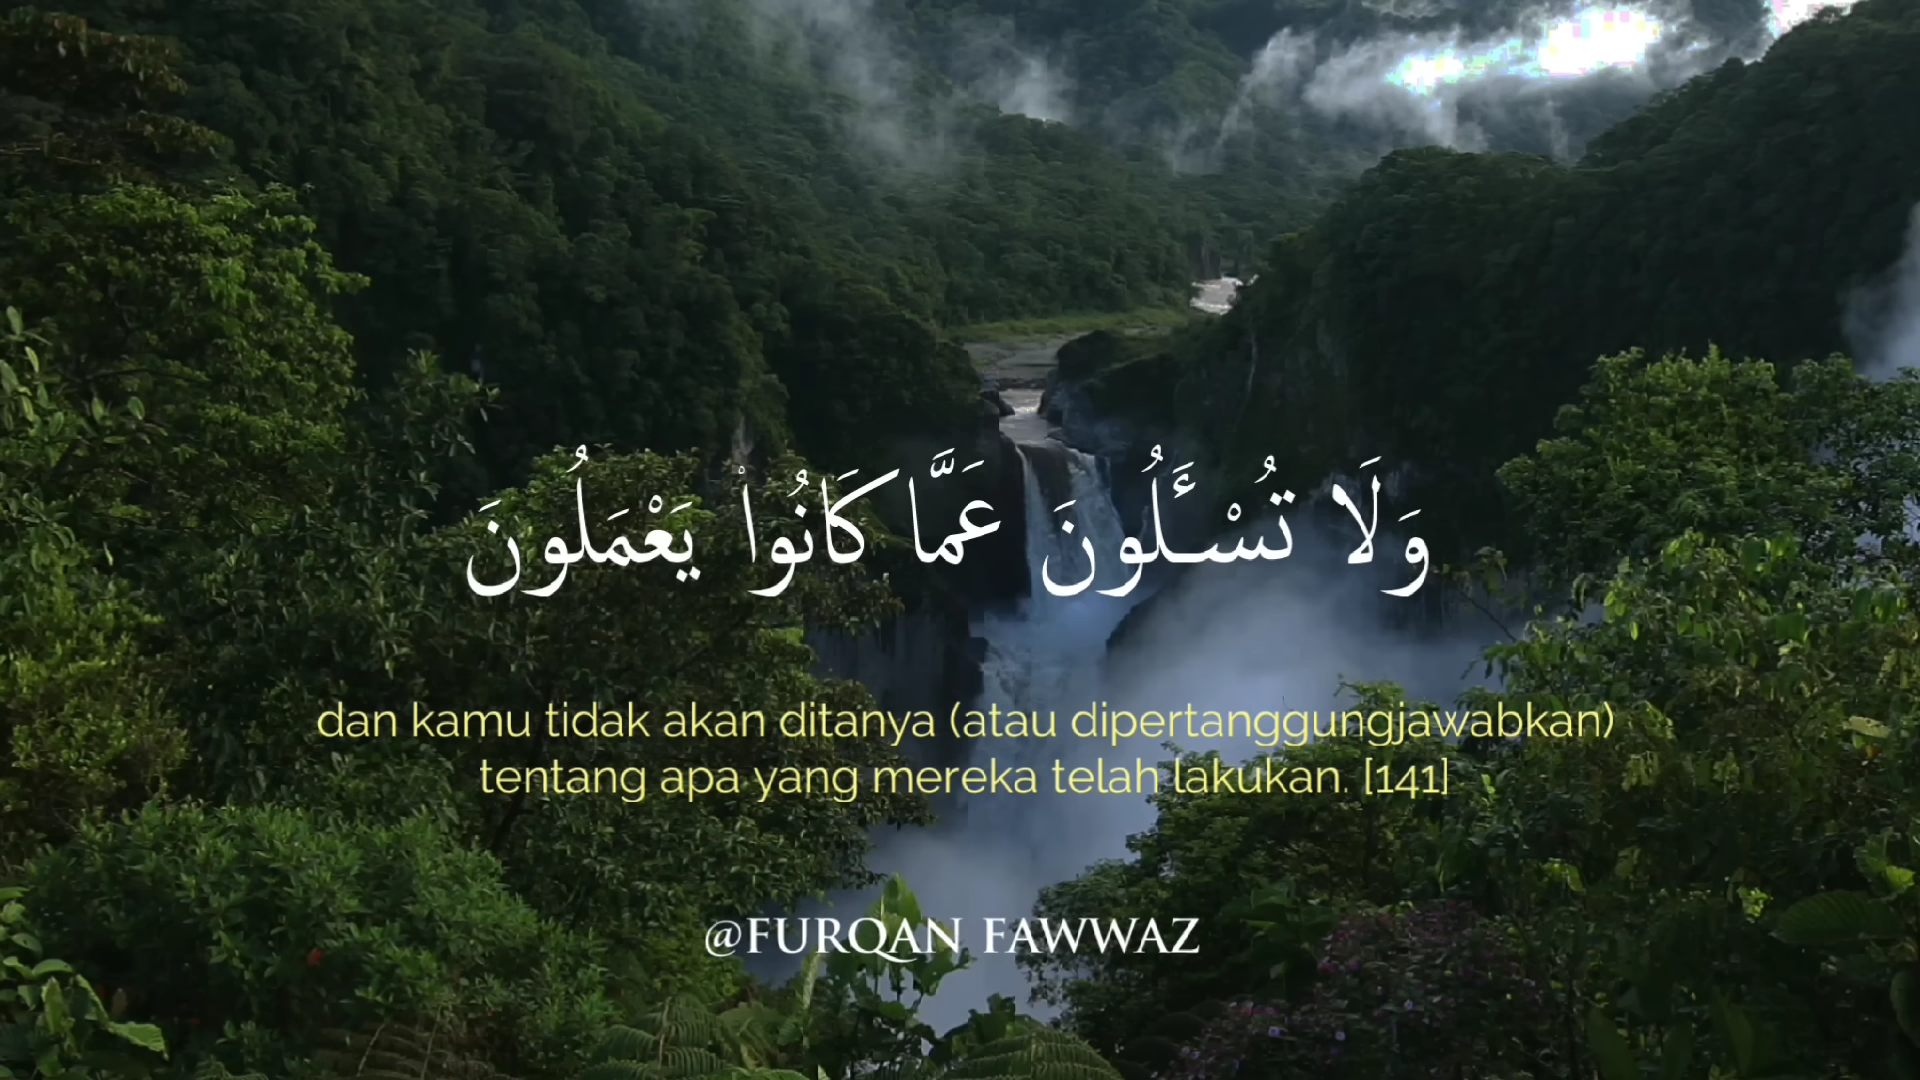 وَلَا تُسْـَٔلُونَ عَمَّا كَانُوا۟ يَعْمَلُونَ
dan kamu tidak akan ditanya (atau dipertanggungjawabkan)
tentang apa yang mereka telah lakukan. [141]
@FURQAN FAWWAZ